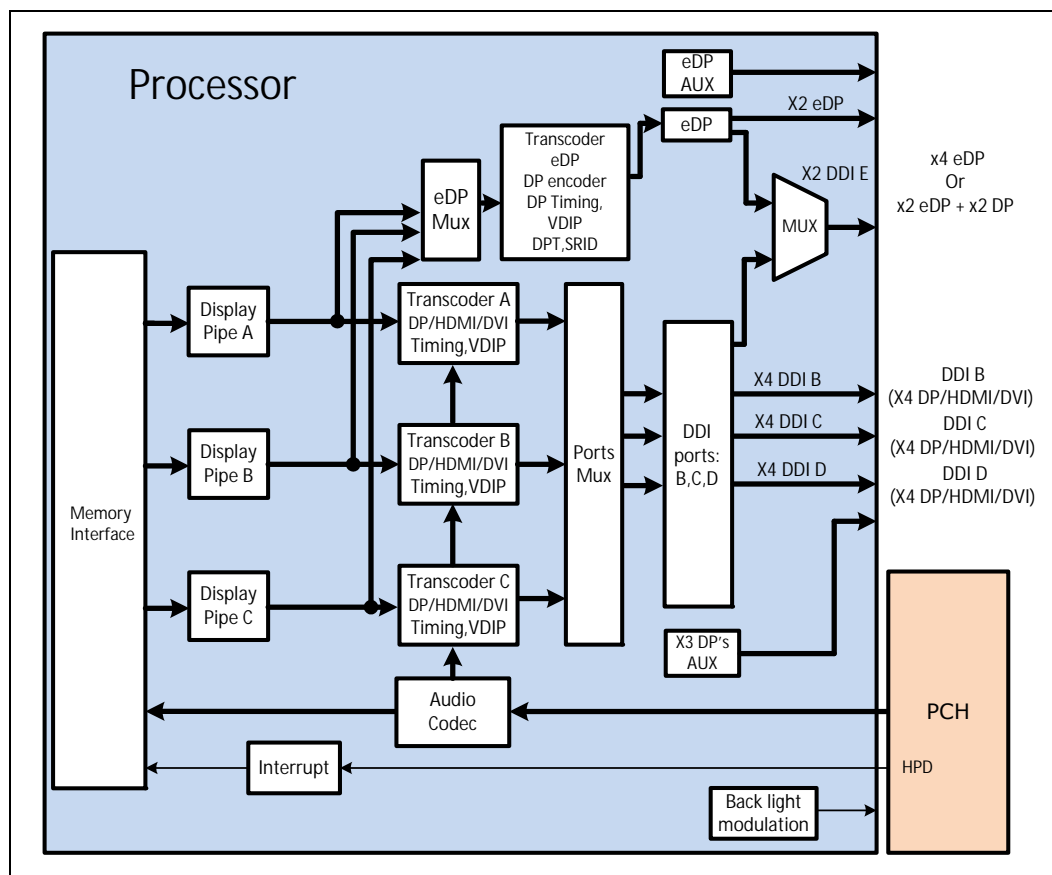 Processor
eDP
AUX
X2 eDP
eDP
Transcoder
eDP
DP encoder
DP Timing,
VDIP
DPT,SRID
eDP
Mux
X2 DDI E
MUX
x4 eDP
Or
x2 eDP + x2 DP
Memory
Interface
Display
Pipe A
Transcoder A
DP/HDMI/DVI
Timing,VDIP
Display
Pipe B
Transcoder B
DP/HDMI/DVI
Timing,VDIP
Display
Pipe C
Transcoder C
DP/HDMI/DVI
Timing,VDIP
Ports
Mux
DDI
ports:
B,C,D
X4 DDI B
X4 DDI C
X4 DDI D
DDI B
(X4 DP/HDMI/DVI)
DDI C
(X4 DP/HDMI/DVI)
DDI D
(X4 DP/HDMI/DVI)
X3 DP's
AUX
Audio
Codec
PCH
Interrupt
HPD
Back light
modulation